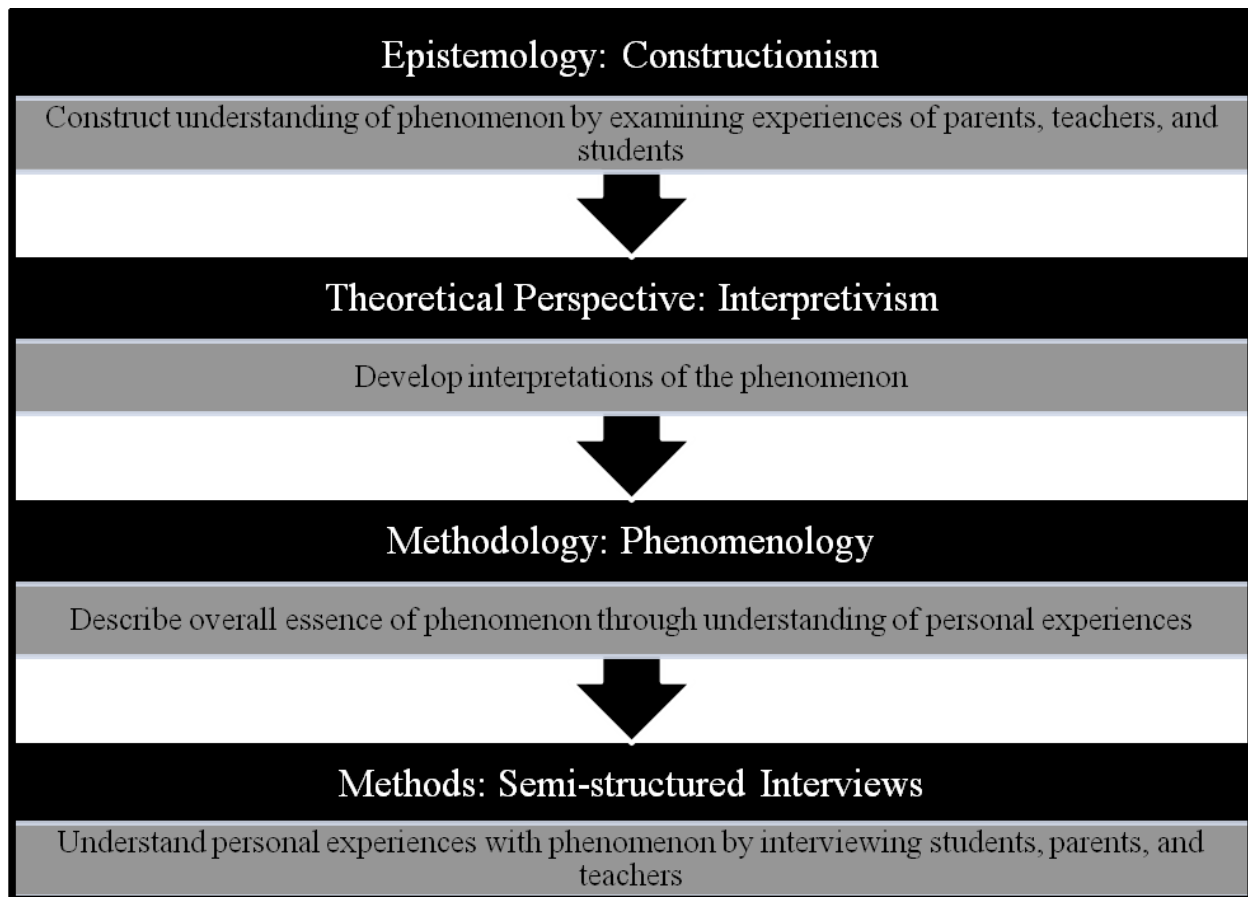 Epistemology: Constructionism
Construct understanding of phenomenon by examining experiences of parents, teachers, and
students
Theoretical Perspective: Interpretivism
Develop interpretations of the phenomenon
Methodology: Phenomenology
Describe overall essence of phenomenon through understanding of personal experiences
Methods: Semi-structured Interviews
Understand personal experiences with phenomenon by interviewing students, parents, and
teachers